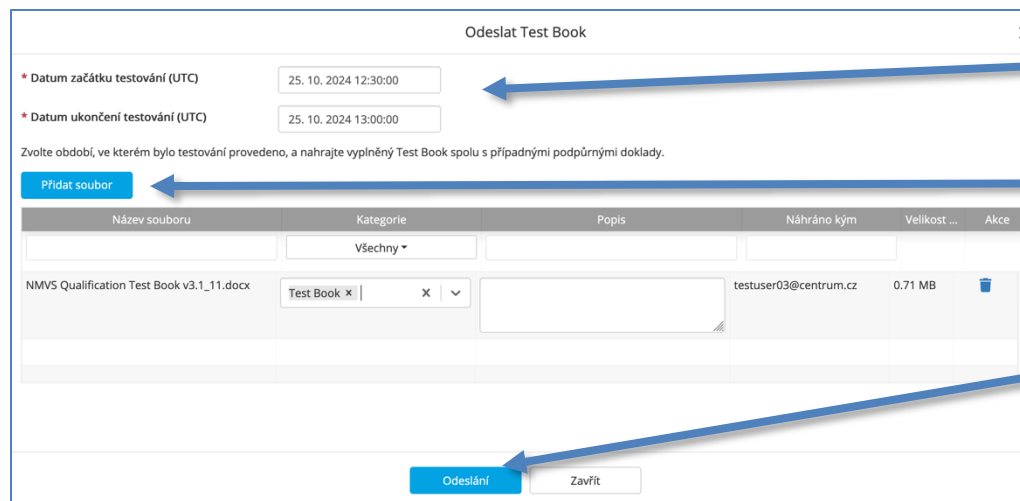 Odeslat Test Book
* Datum začátku testování (UTC) 25. 10. 2024 12:30:00
* Datum ukončení testování (UTC) 25. 10. 2024 13:00:00
Zvolte období, ve kterém bylo testování provedeno, a nahrajte vyplněný Test Book spolu s případnými podpůrnými doklady.
Přidat soubor
Název souboru Kategorie Popis Náhráno kým Velikost ... Akce
Všechny
NMVS Qualification Test Book v3.1_11.docx Test Book × testuser03@centrum.cz 0.71 MB
Odeslání Zavřít